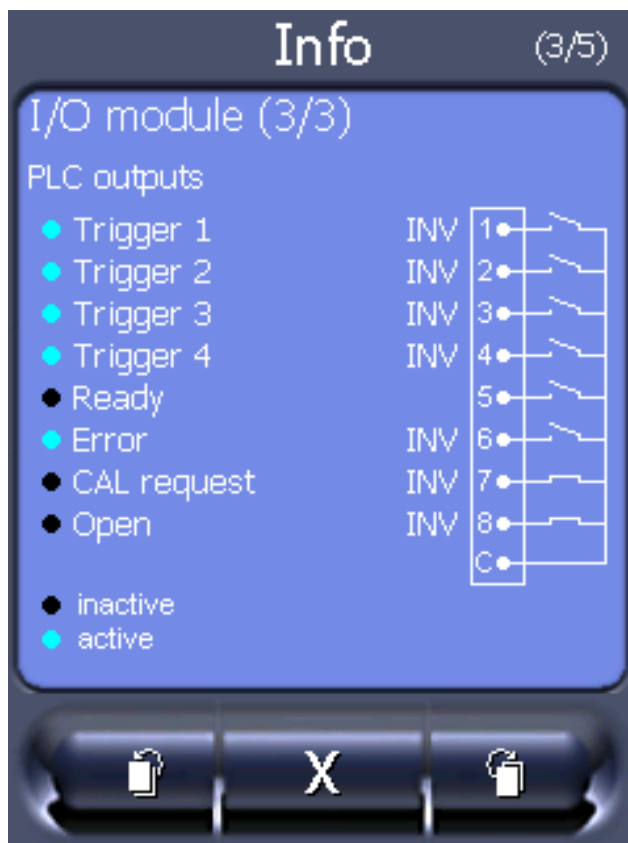 Info (3/5)
I/O module (3/3)
PLC outputs
Trigger 1 INV 1
Trigger 2 INV 2
Trigger 3 INV 3
Trigger 4 INV 4
Ready 5
Error INV 6
CAL request INV 7
Open INV 8
C
inactive
active
X